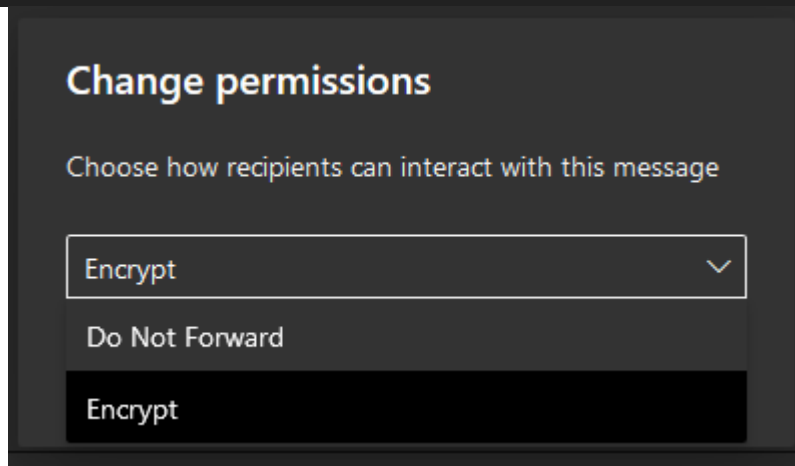 Change permissions
Choose how recipients can interact with this message
Encrypt
Do Not Forward
Encrypt